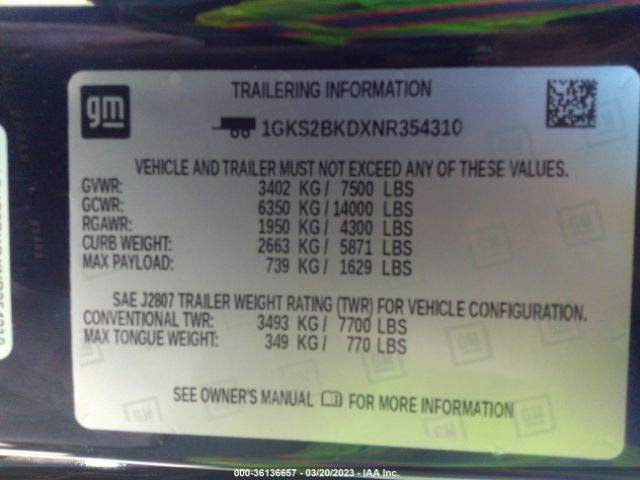 gm
TRAILERING INFORMATION
1GKS2BKDXNR354310
VEHICLE AND TRAILER MUST NOT EXCEED ANY OF THESE VALUES.
GVWR: 3402 KG / 7500 LBS
GCWR: 6350 KG / 14000 LBS
RGAWR: 1950 KG / 4300 LBS
CURB WEIGHT: 2663 KG / 5871 LBS
MAX PAYLOAD: 739 KG / 1629 LBS
SAE J2807 TRAILER WEIGHT RATING (TWR) FOR VEHICLE CONFIGURATION.
CONVENTIONAL TWR: 3493 KG / 7700 LBS
MAX TONGUE WEIGHT: 349 KG / 770 LBS
SEE OWNER'S MANUAL FOR MORE INFORMATION
000-36136657 - 03/20/2023 - IAA Inc.